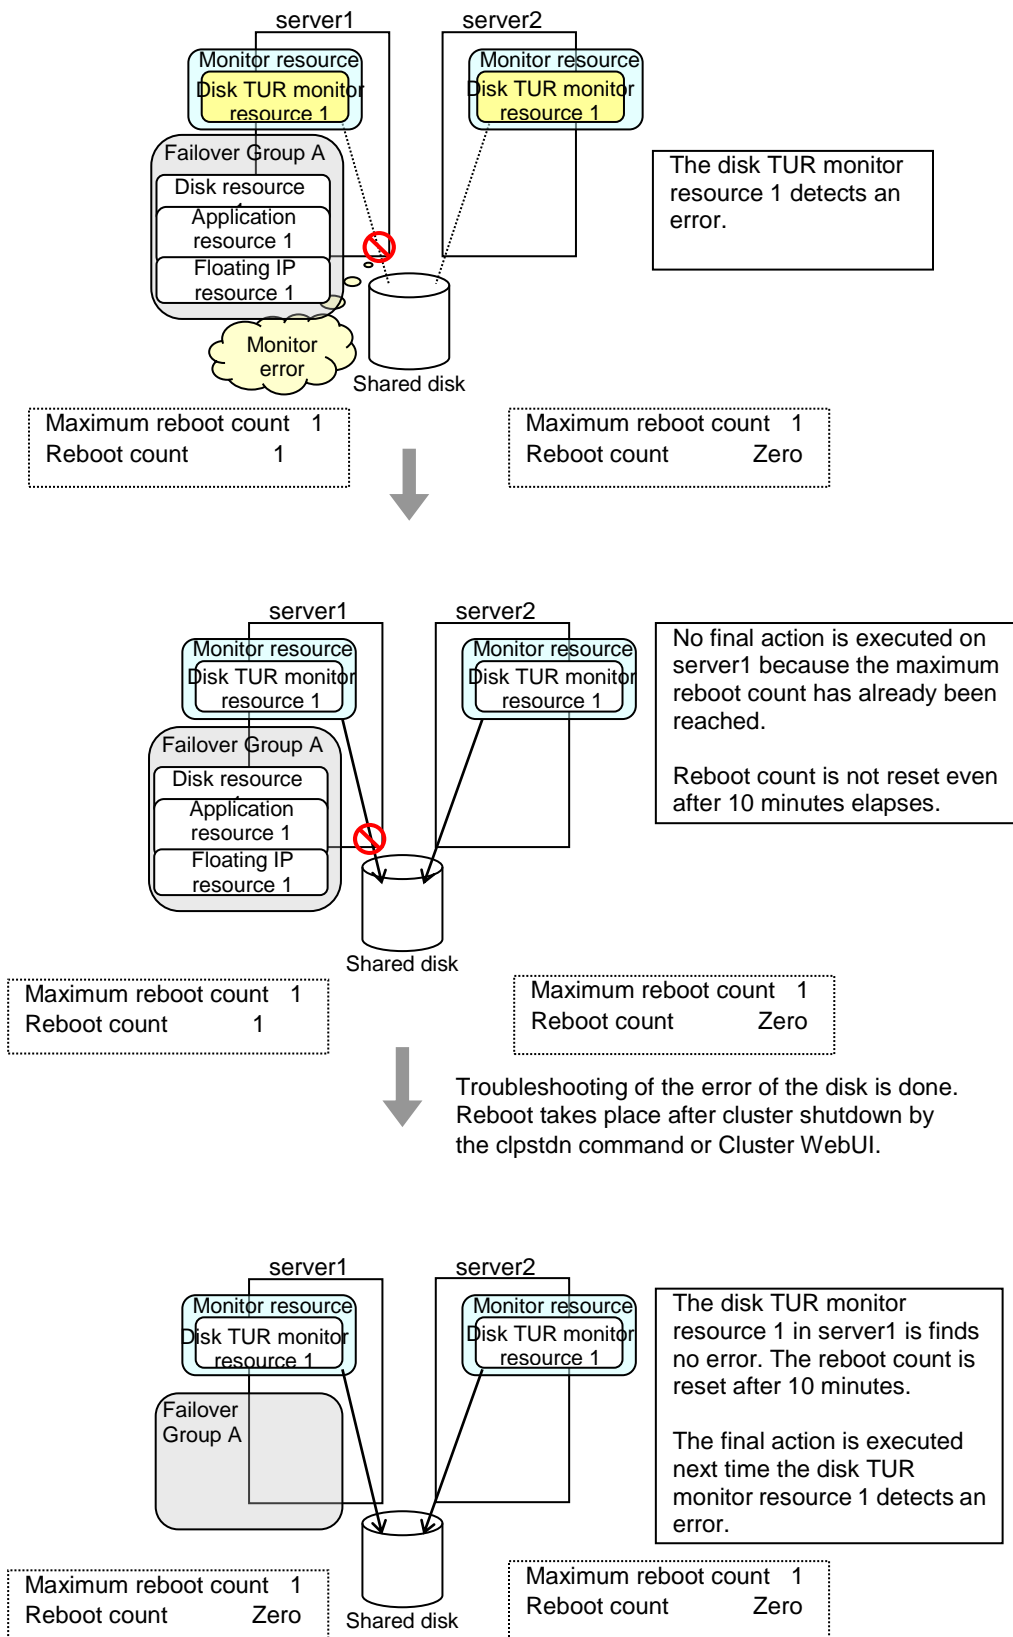 server1
server2
Monitor resource
Disk TUR monitor
resource 1
Monitor resource
Disk TUR monitor
resource 1
Failover Group A
Disk resource
1
Application
resource 1
Floating IP
resource 1
Monitor
error
Shared disk
The disk TUR monitor
resource 1 detects an
error.
Maximum reboot count 1
Reboot count 1
Maximum reboot count 1
Reboot count Zero
server1
server2
Monitor resource
Disk TUR monitor
resource 1
Monitor resource
Disk TUR monitor
resource 1
Failover Group A
Disk resource
1
Application
resource 1
Floating IP
resource 1
Shared disk
No final action is executed on
server1 because the maximum
reboot count has already been
reached.
Reboot count is not reset even
after 10 minutes elapses.
Maximum reboot count 1
Reboot count 1
Maximum reboot count 1
Reboot count Zero
Troubleshooting of the error of the disk is done.
Reboot takes place after cluster shutdown by
the clpstdn command or Cluster WebUI.
server1
server2
Monitor resource
Disk TUR monitor
resource 1
Monitor resource
Disk TUR monitor
resource 1
Failover
Group A
Shared disk
The disk TUR monitor
resource 1 in server1 is finds
no error. The reboot count is
reset after 10 minutes.
The final action is executed
next time the disk TUR
monitor resource 1 detects an
error.
Maximum reboot count 1
Reboot count Zero
Maximum reboot count 1
Reboot count Zero